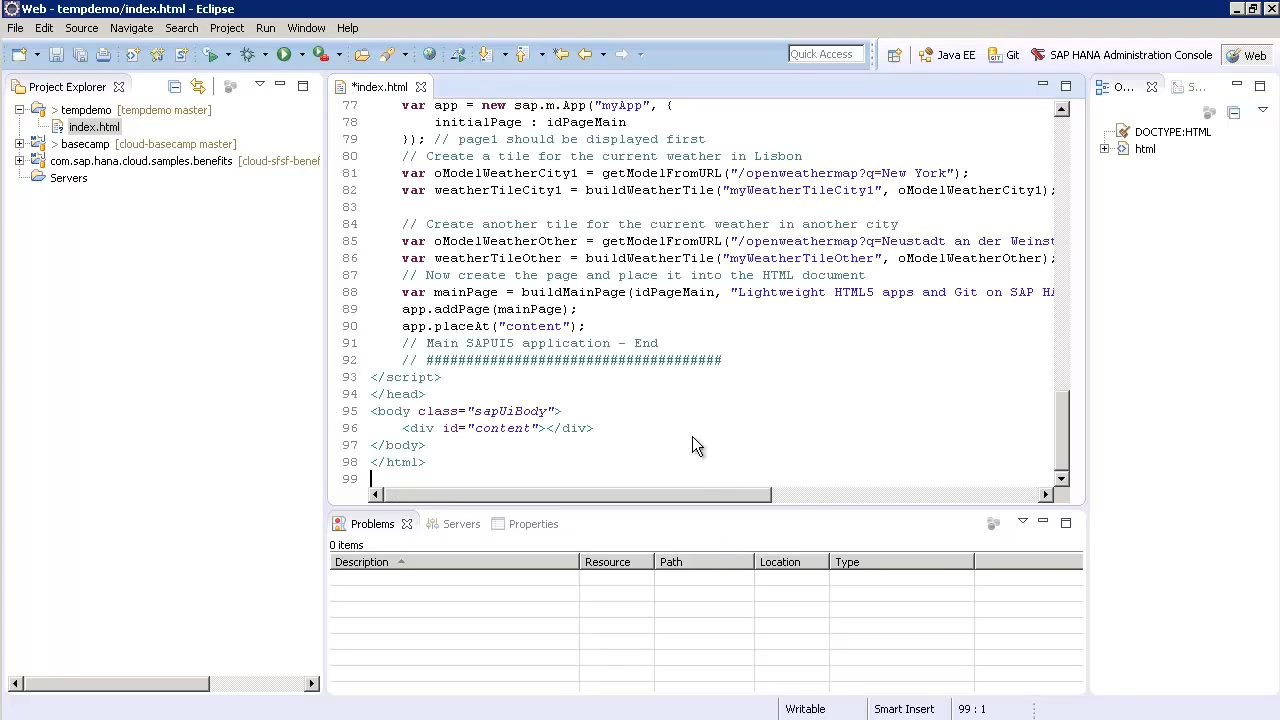 Web - tempdemo/index.html - Eclipse
File Edit Search Navigate Search Project Run Window Help
Quick Access
Java EE
Git
SAP HANA Administration Console
Web
Project Explorer
*index.html
O...
S...
> tempdemo [tempdemo master]
index.html
> basecamp [cloud-basecamp master]
com.sap.hana.cloud.samples.benefits [cloud-sfsf-benef
Servers
77 var app = new sap.m.App("myApp", {
78 initialPage : idPageMain
79 }); // page1 should be displayed first
80 // Create a tile for the current weather in Lisbon
81 var oModelWeatherCity1 = getModelFromURL("/openweathermap?q=New York");
82 var weatherTileCity1 = buildWeatherTile("myWeatherTileCity1", oModelWeatherCity1);
83
84 // Create another tile for the current weather in another city
85 var oModelWeatherOther = getModelFromURL("/openweathermap?q=Neustadt an der Weinst
86 var weatherTileOther = buildWeatherTile("myWeatherTileOther", oModelWeatherOther);
87 // Now create the page and place it into the HTML document
88 var mainPage = buildMainPage(idPageMain, "Lightweight HTML5 apps and Git on SAP HA
89 app.addPage(mainPage);
90 app.placeAt("content");
91 // Main SAPUI5 application - End
92 // #####################################
93 </script>
94 </head>
95 <body class="sapUiBody">
96 <div id="content"></div>
97 </body>
98 </html>
99
DOCTYPE:HTML
html
Problems
Servers
Properties
0 items
Description Resource Path Location Type
Writable Smart Insert 99 : 1